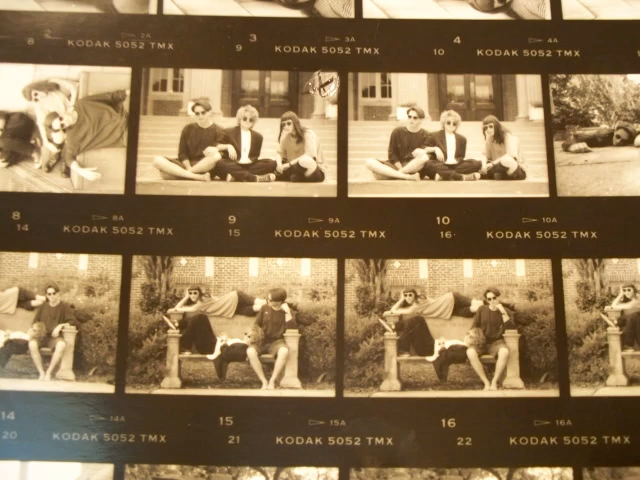 2 ▷ 2A 3 ▷ 3A 4 ▷ 4A
8 KODAK 5052 TMX 9 KODAK 5052 TMX 10 KODAK 5052 TMX
8 ▷ 8A 9 ▷ 9A 10 ▷ 10A
14 KODAK 5052 TMX 15 KODAK 5052 TMX 16 KODAK 5052 TMX
14 ▷ 14A 15 ▷ 15A 16 ▷ 16A
20 KODAK 5052 TMX 21 KODAK 5052 TMX 22 KODAK 5052 TMX